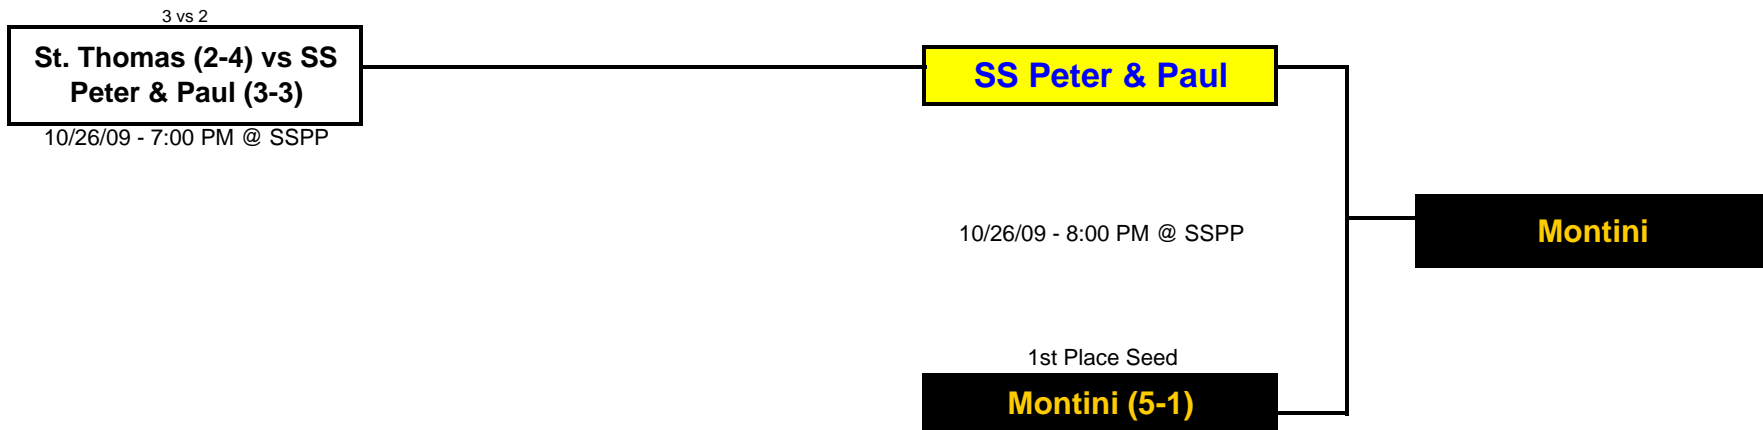 3 vs 2
St. Thomas (2-4) vs SS
Peter & Paul (3-3)
10/26/09 - 7:00 PM @ SSPP
SS Peter & Paul
10/26/09 - 8:00 PM @ SSPP
Montini
1st Place Seed
Montini (5-1)